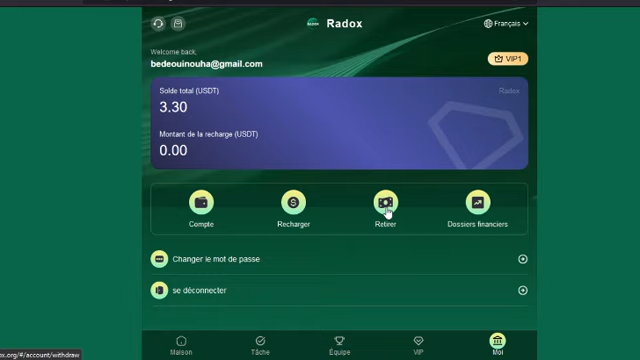 Radox
Français
Welcome back,
bedeouinouha@gmail.com
VIP1
Solde total (USDT)
Radox
3.30
Montant de la recharge (USDT)
0.00
Compte
Recharger
Retirer
Dossiers financiers
Changer le mot de passe
se déconnecter
Maison
Tâche
Équipe
VIP
Moi
ox.org/#/account/withdraw